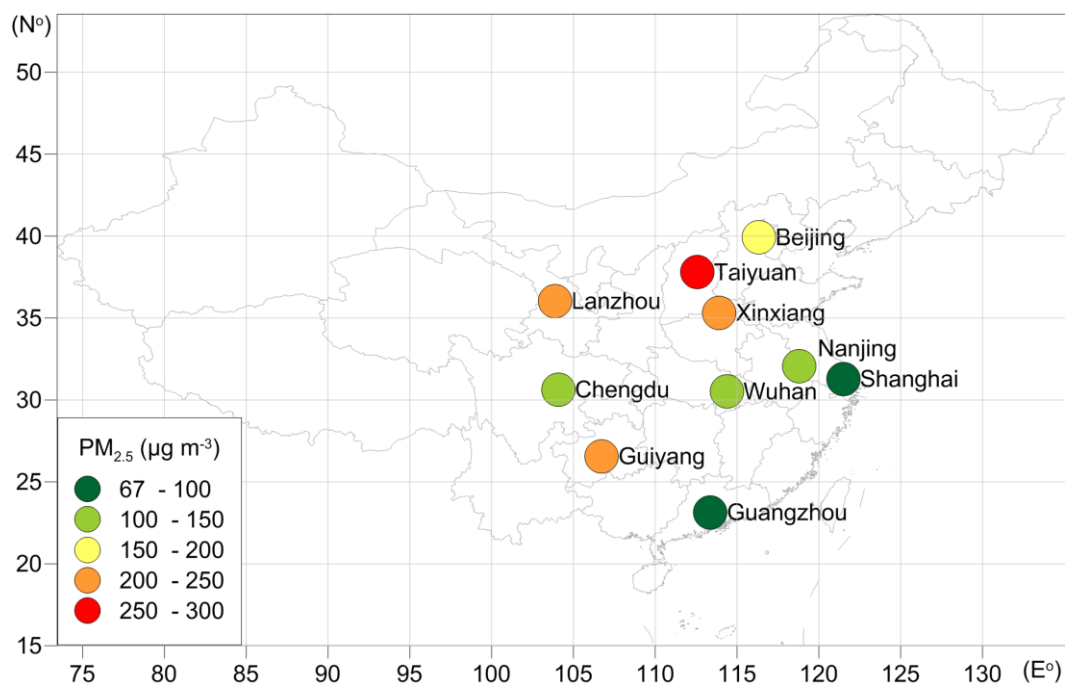 (Nº)
50
45
40
35
30
25
20
15
Beijing
Taiyuan
Lanzhou
Xinxiang
Nanjing
Shanghai
Chengdu
Wuhan
Guiyang
Guangzhou
PM2.5 (µg m-3)
67 - 100
100 - 150
150 - 200
200 - 250
250 - 300
75 80 85 90 95 100 105 110 115 120 125 130 (Eº)